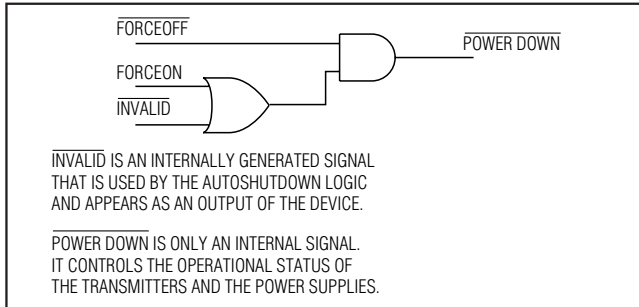 FORCEOFF
POWER DOWN
FORCEON
INVALID
INVALID IS AN INTERNALLY GENERATED SIGNAL
THAT IS USED BY THE AUTOSHUTDOWN LOGIC
AND APPEARS AS AN OUTPUT OF THE DEVICE.
POWER DOWN IS ONLY AN INTERNAL SIGNAL.
IT CONTROLS THE OPERATIONAL STATUS OF
THE TRANSMITTERS AND THE POWER SUPPLIES.